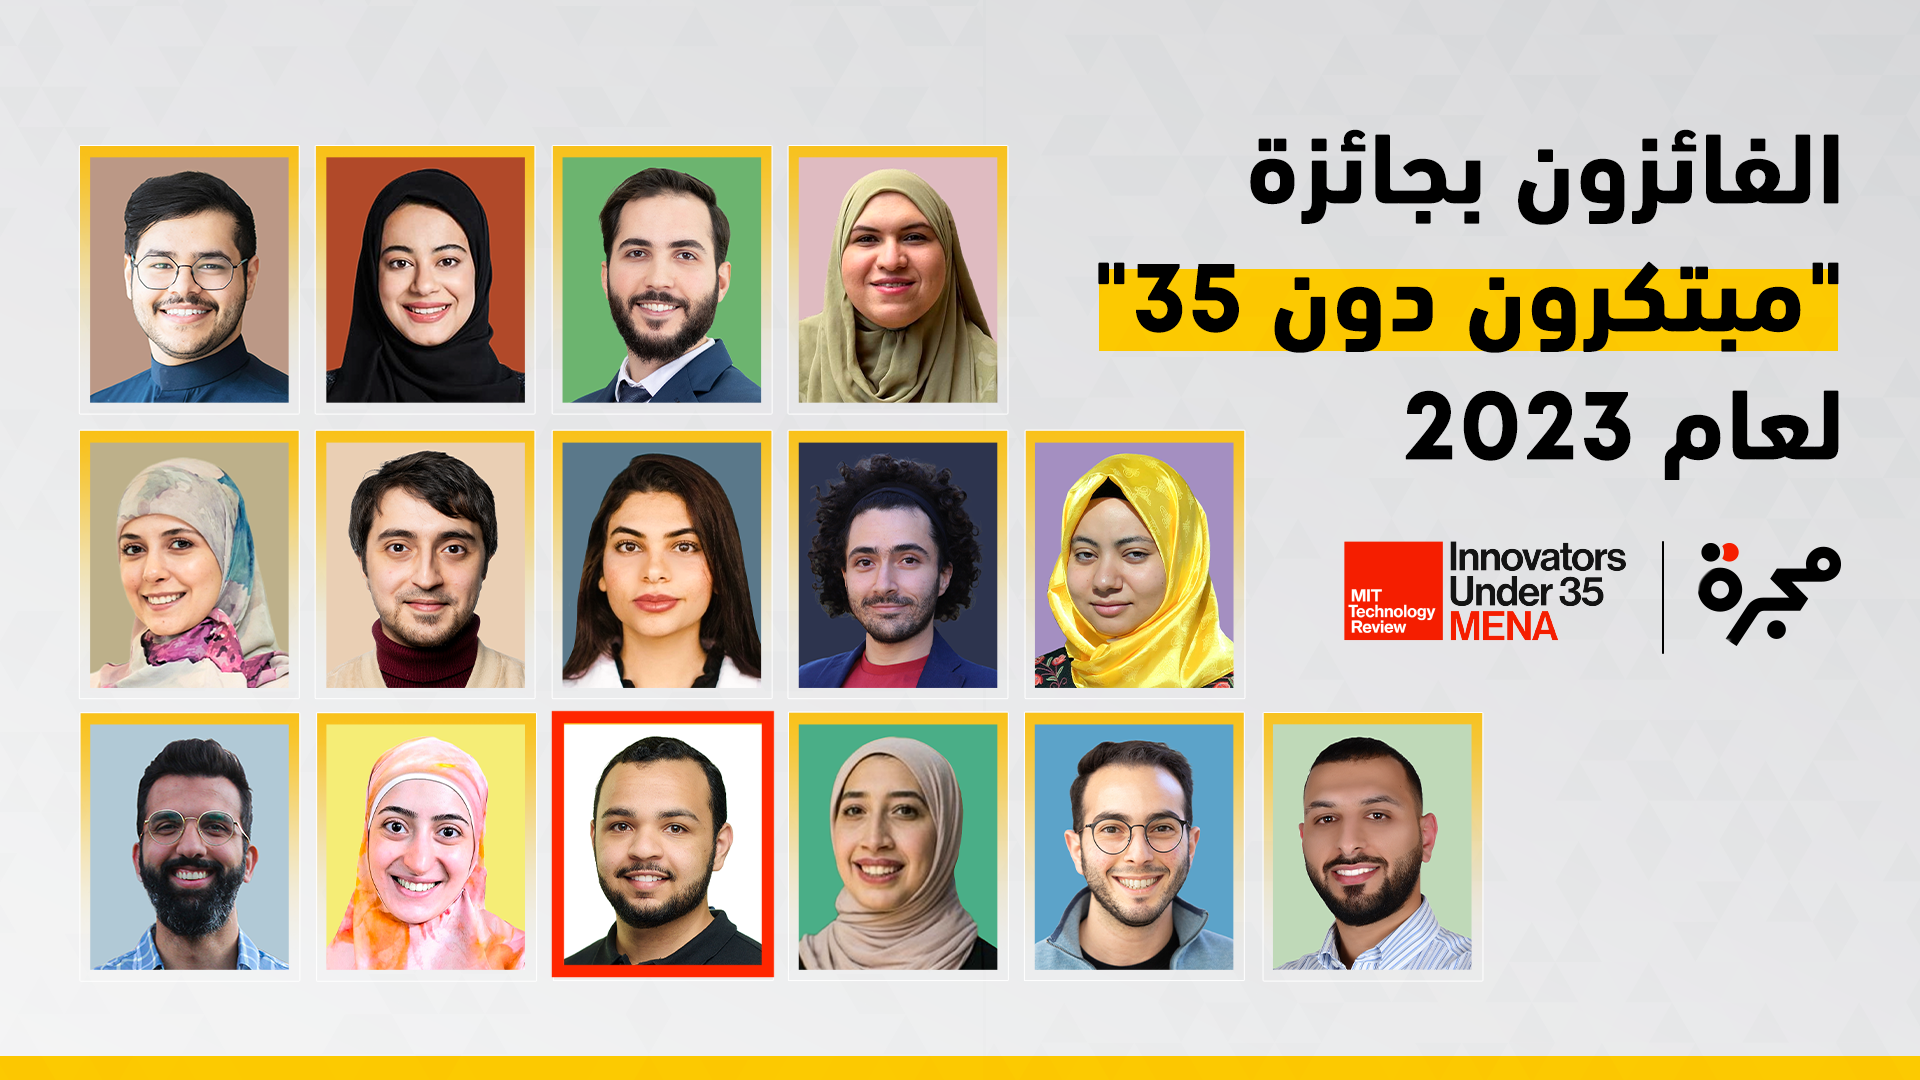 الفائزون بجائزة
"مبتكرون دون 35"
لعام 2023
MIT
Technology
Review
Innovators
Under 35
MENA
مجرة